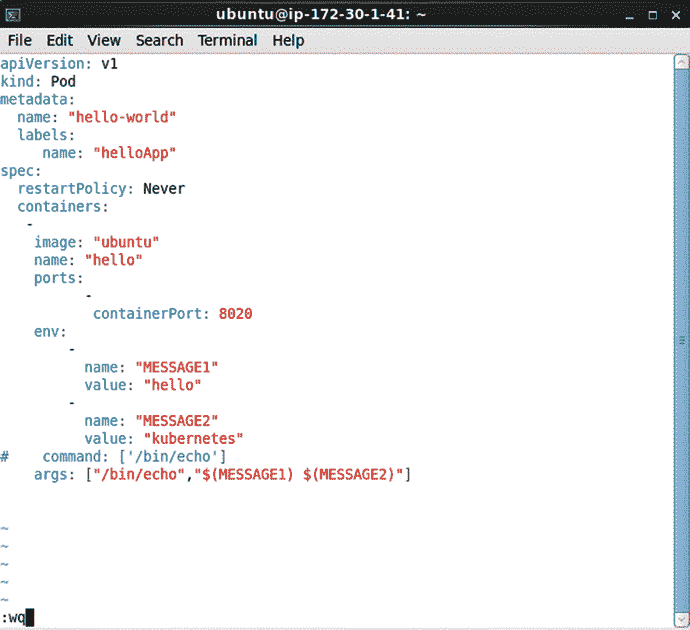 ubuntu@ip-172-30-1-41: ~
File Edit View Search Terminal Help
apiVersion: v1
kind: Pod
metadata:
  name: "hello-world"
  labels:
     name: "helloApp"
spec:
  restartPolicy: Never
  containers:
   -
    image: "ubuntu"
    name: "hello"
    ports:
          -
           containerPort: 8020
    env:
        -
          name: "MESSAGE1"
          value: "hello"
        -
          name: "MESSAGE2"
          value: "kubernetes"
#    command: ['/bin/echo']
    args: ["/bin/echo","$(MESSAGE1) $(MESSAGE2)"]
~
~
~
~
~
:wq